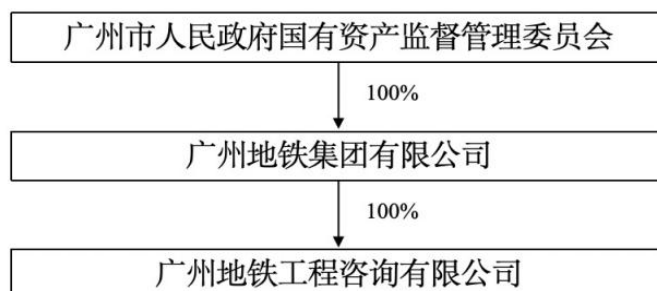 广州市人民政府国有资产监督管理委员会
100%
广州地铁集团有限公司
100%
广州地铁工程咨询有限公司